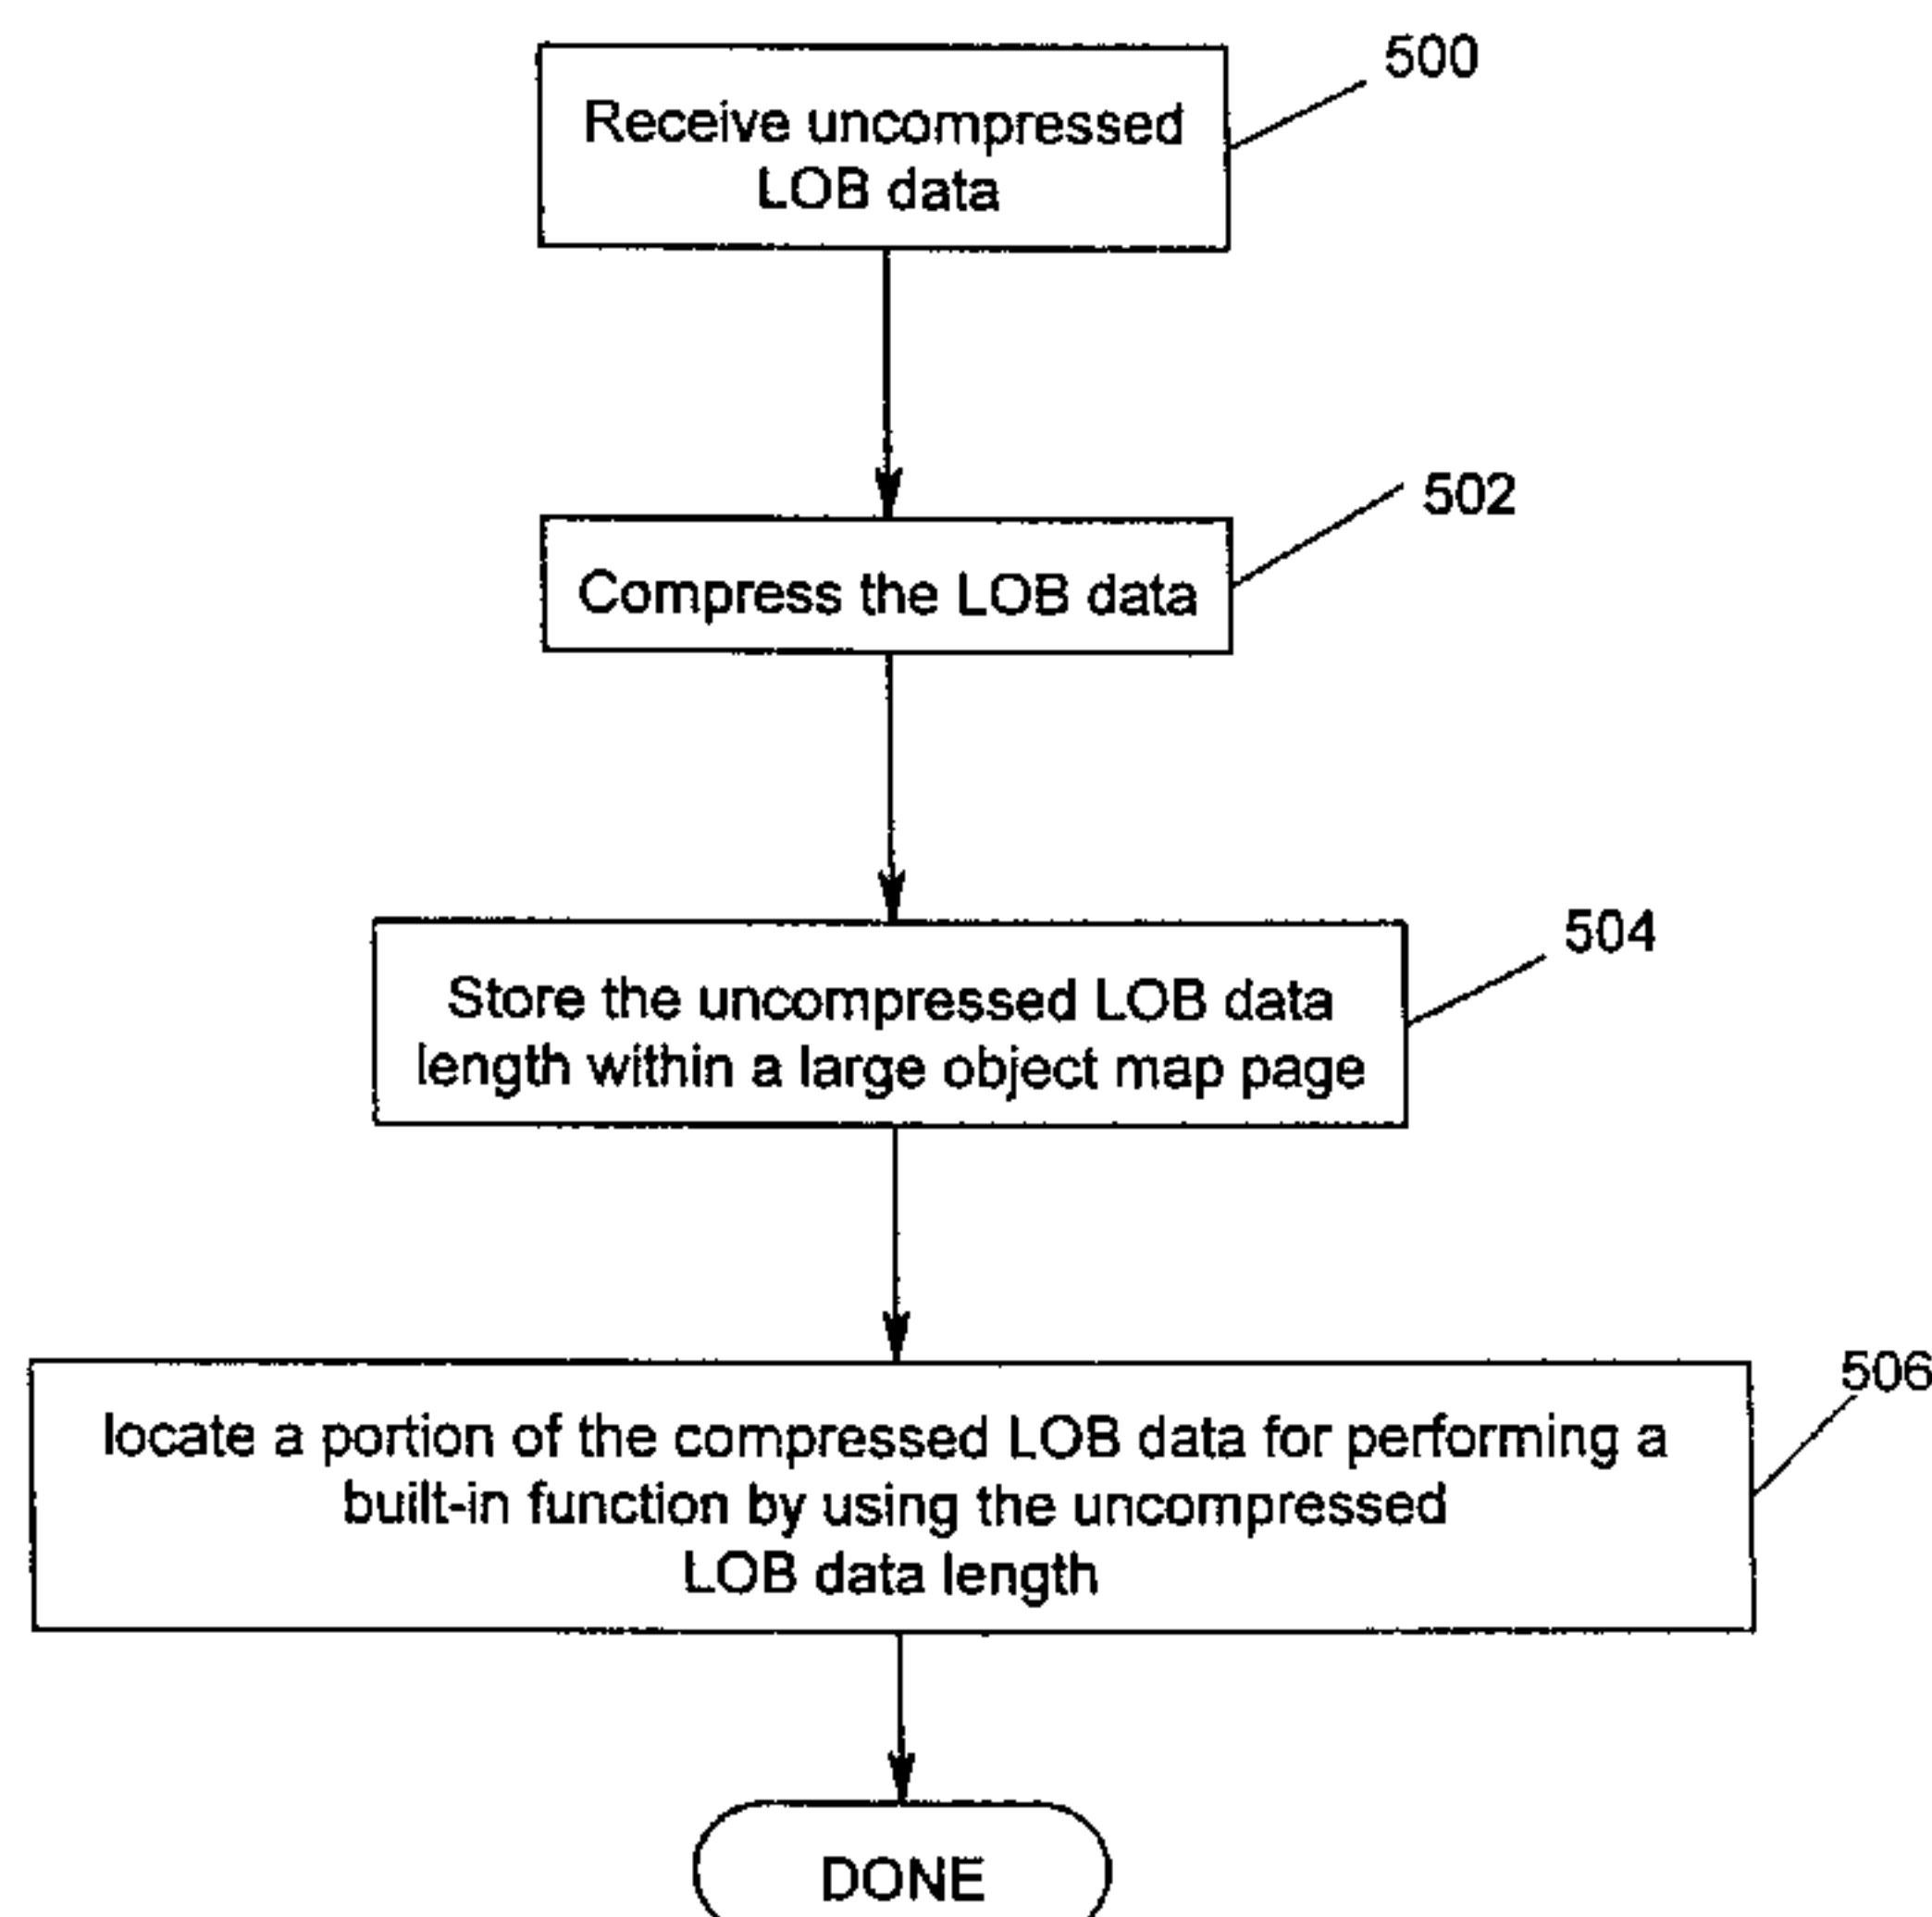 500
Receive uncompressed
LOB data
502
Compress the LOB data
504
Store the uncompressed LOB data
length within a large object map page
506
locate a portion of the compressed LOB data for performing a
built-in function by using the uncompressed
LOB data length
DONE